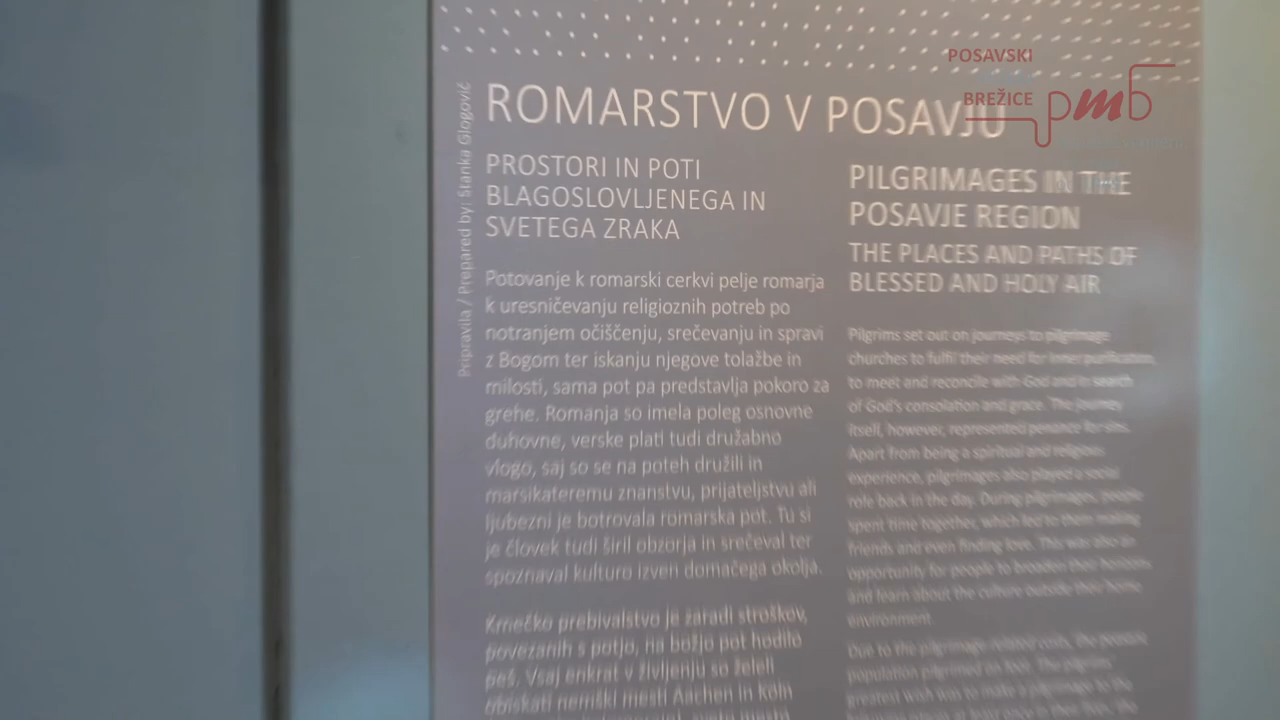 POSAVSKI
BREŽICE pmb
ROMARSTVO V POSAVJU
Pripravila / Prepared by: Stanka Glogovič
PROSTORI IN POTI
BLAGOSLOVLJENEGA IN
SVETEGA ZRAKA
Potovanje k romarski cerkvi pelje romarja
k uresničevanju religioznih potreb po
notranjem očiščenju, srečevanju in spravi
z Bogom ter iskanju njegove tolažbe in
milosti, sama pot pa predstavlja pokoro za
grehe. Romanja so imela poleg osnovne
duhovne, verske plati tudi družabno
vlogo, saj so se na poteh družili in
marsikateremu znanstvu, prijateljstvu ali
ljubezni je botrovala romarska pot. Tu si
je človek tudi širil obzorja in srečeval ter
spoznaval kulturo izven domačega okolja.
Kmečko prebivalstvo je zaradi stroškov,
povezanih s potjo, na božjo pot hodilo
peš. Vsaj enkrat v življenju so želeli
obiskati nemški mesti Aachen in Köln
PILGRIMAGES IN THE
POSAVJE REGION
THE PLACES AND PATHS OF
BLESSED AND HOLY AIR
Pilgrims set out on journeys to pilgrimage
churches to fulfil their need for inner purification,
to meet and reconcile with God and in search
of God's consolation and grace. The journey
itself, however, represented penance for sins.
Apart from being a spiritual and religious
experience, pilgrimages also played a social
role back in the day. During pilgrimages, people
spent time together, which led to them making
friends and even finding love. This was also an
opportunity for people to broaden their horizons
and learn about the culture outside their home
environment.
Due to the pilgrimage-related costs, the peasant
population pilgrimed on foot. The pilgrims'
greatest wish was to make a pilgrimage to the